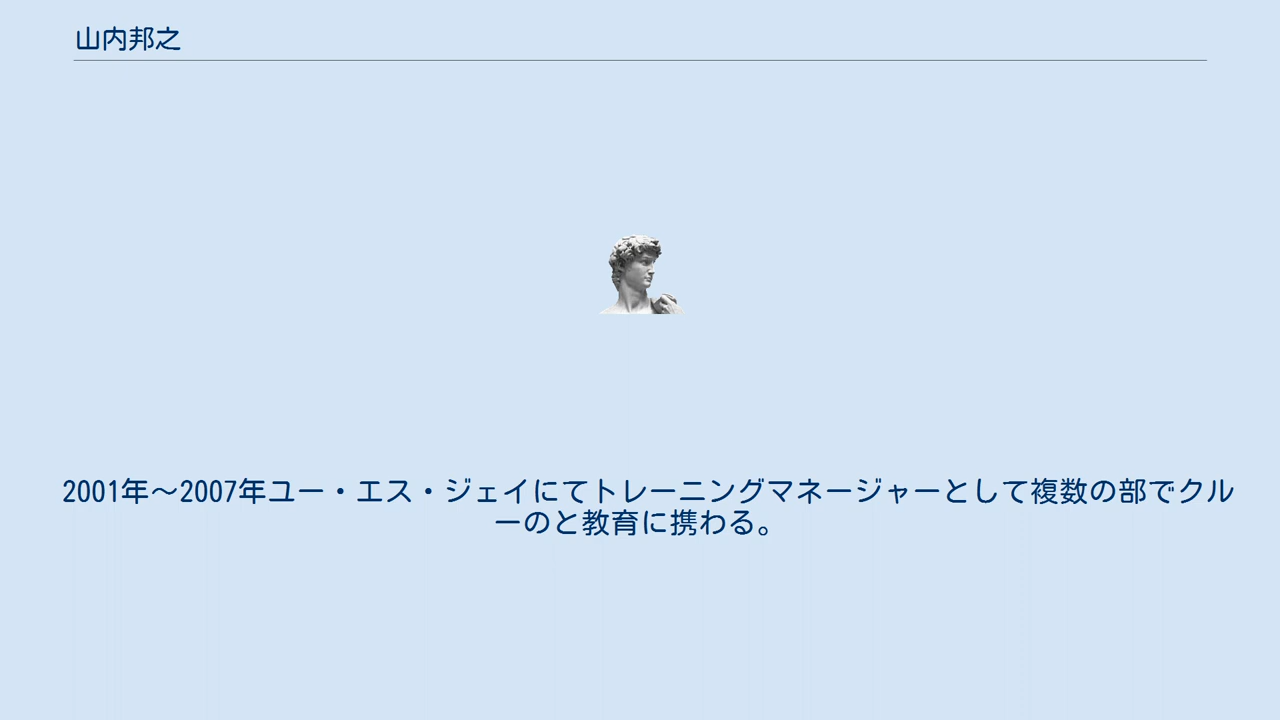 山内邦之
2001年～2007年ユー・エス・ジェイにてトレーニングマネージャーとして複数の部でクル
ーのと教育に携わる。